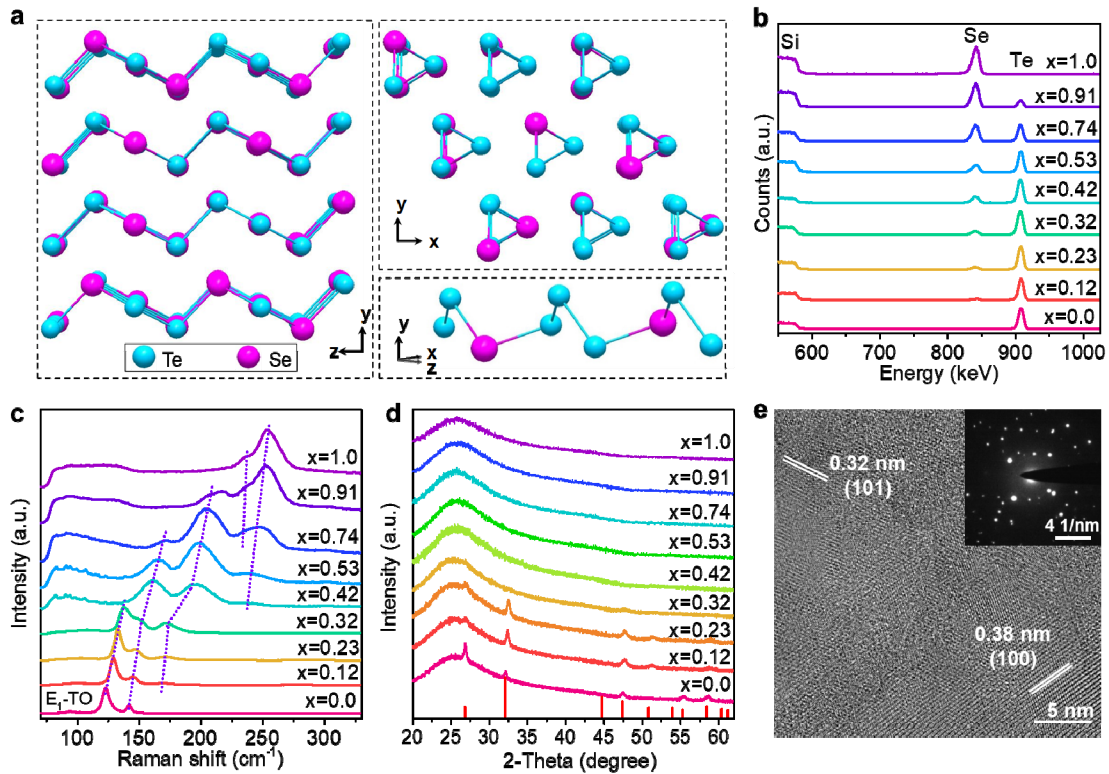 a
y
z
Te
Se
y
x
y
x
z
b
Si
Se
Te
x=1.0
x=0.91
x=0.74
x=0.53
x=0.42
x=0.32
x=0.23
x=0.12
x=0.0
Counts (a.u.)
600 700 800 900 1000
Energy (keV)
c
x=1.0
x=0.91
x=0.74
x=0.53
x=0.42
x=0.32
x=0.23
x=0.12
E1-TO
x=0.0
Intensity (a.u.)
100 150 200 250 300
Raman shift (cm-1)
d
x=1.0
x=0.91
x=0.74
x=0.53
x=0.42
x=0.32
x=0.23
x=0.12
x=0.0
Intensity (a.u.)
20 25 30 35 40 45 50 55 60
2-Theta (degree)
e
0.32 nm
(101)
4 1/nm
0.38 nm
(100)
5 nm